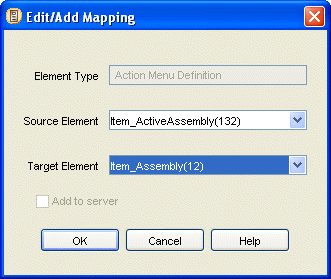 Edit/Add Mapping
Element Type Action Menu Definition
Source Element Item_ActiveAssembly(132)
Target Element Item_Assembly(12)
Add to server
OK Cancel Help